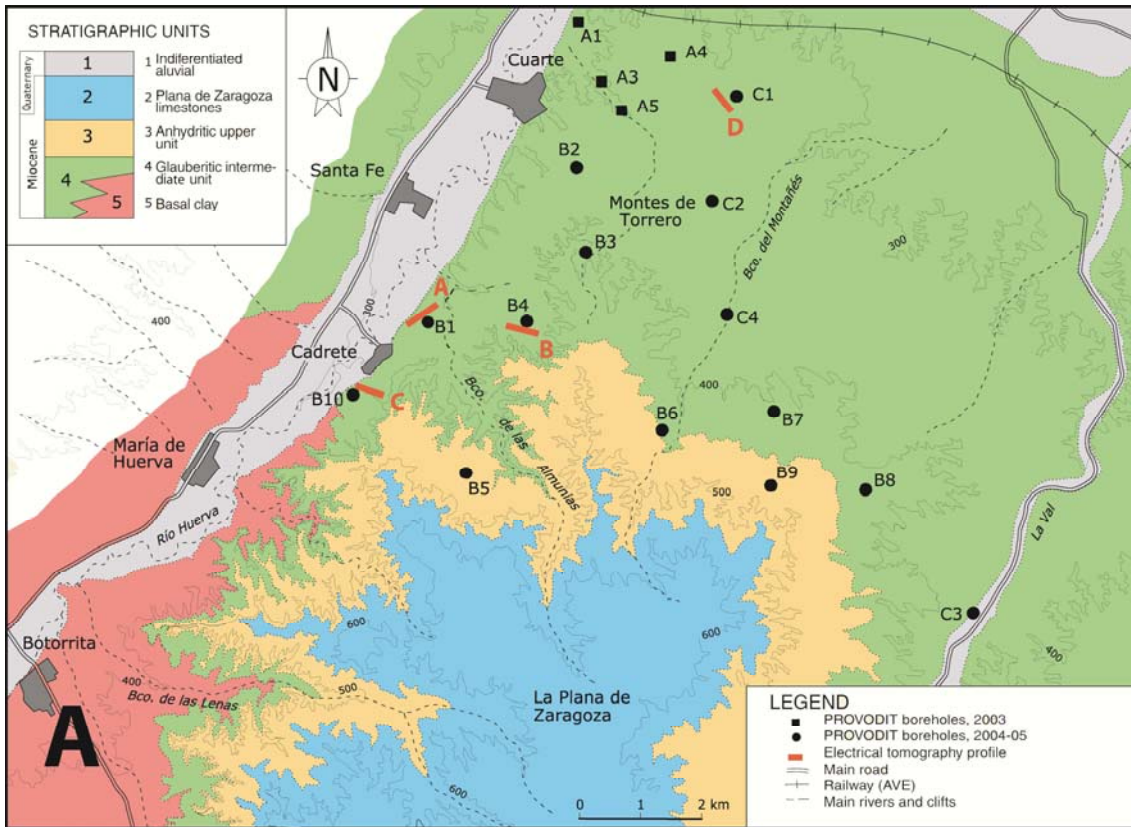 STRATIGRAPHIC UNITS
Quaternary
Miocene
1
2
3
4
5
1 Indiferentiated
aluvial
2 Plana de Zaragoza
limestones
3 Anhydritic upper
unit
4 Glauberitic interme-
diate unit
5 Basal clay
N
A1
Cuarte
A4
A3
A5
C1
D
B2
Santa Fe
Montes de
Torrero
C2
Bco. del Montañés
B3
300
300
A
B1
B4
B
C4
400
Cadrete
B10
C
400
Bco. de las Almunias
B6
B7
María de
Huerva
B5
500
B9
B8
Río Huerva
La Val
C3
600
600
400
Botorrita
400
500
Bco. de las Lenas
La Plana de
Zaragoza
600
A
0 1 2 km
LEGEND
PROVODIT boreholes, 2003
PROVODIT boreholes, 2004-05
Electrical tomography profile
Main road
Railway (AVE)
Main rivers and clifts